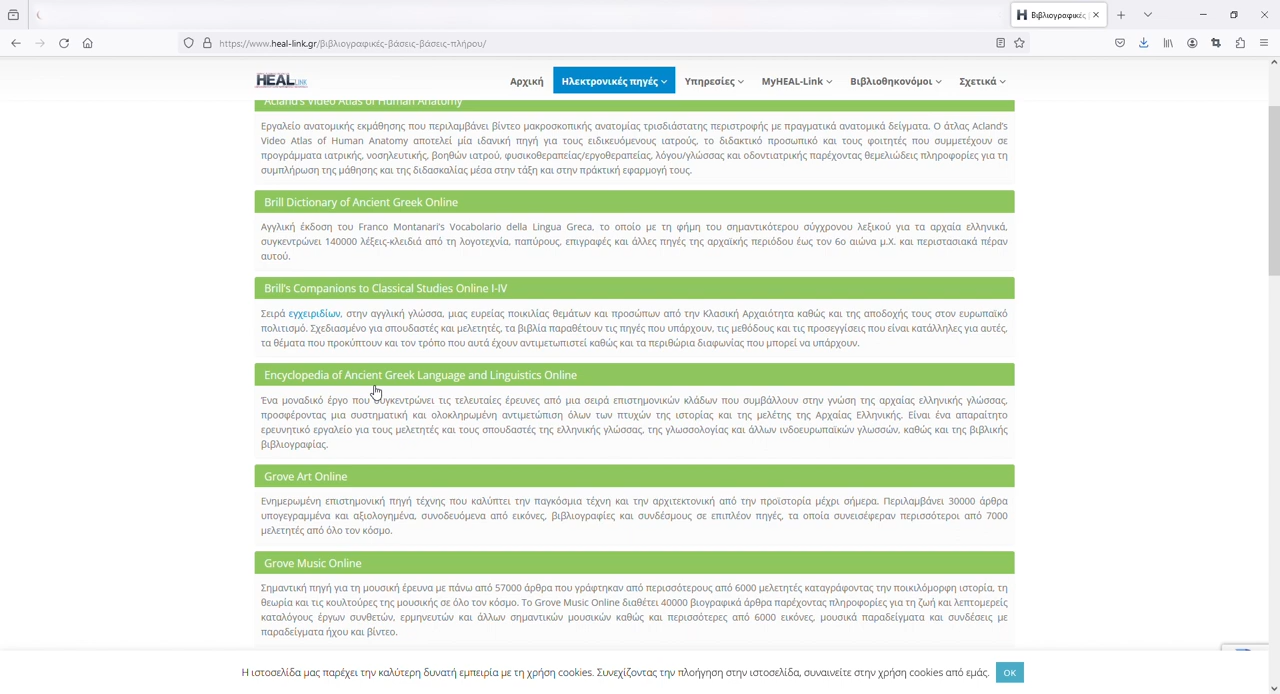 Βιβλιογραφικές
https://www.heal-link.gr/βιβλιογραφικές-βάσεις-βάσεις-πλήρου/
HEAL LINK
Αρχική Ηλεκτρονικές πηγές Υπηρεσίες MyHEAL-Link Βιβλιοθηκονόμοι Σχετικά
Acland's Video Atlas of Human Anatomy
Εργαλείο ανατομικής εκμάθησης που περιλαμβάνει βίντεο μακροσκοπικής ανατομίας τρισδιάστατης περιστροφής με πραγματικά ανατομικά δείγματα. Ο άτλας Acland's
Video Atlas of Human Anatomy αποτελεί μία ιδανική πηγή για τους ειδικευόμενους ιατρούς, το διδακτικό προσωπικό και τους φοιτητές που συμμετέχουν σε
προγράμματα ιατρικής, νοσηλευτικής, βοηθών ιατρού, φυσικοθεραπείας/εργοθεραπείας, λόγου/γλώσσας και οδοντιατρικής παρέχοντας θεμελιώδεις πληροφορίες για τη
συμπλήρωση της μάθησης και της διδασκαλίας μέσα στην τάξη και στην πρακτική εφαρμογή τους.
Brill Dictionary of Ancient Greek Online
Αγγλική έκδοση του Franco Montanari's Vocabolario della Lingua Greca, το οποίο με τη φήμη του σημαντικότερου σύγχρονου λεξικού για τα αρχαία ελληνικά,
συγκεντρώνει 140000 λέξεις-κλειδιά από τη λογοτεχνία, παπύρους, επιγραφές και άλλες πηγές της αρχαϊκής περιόδου έως τον 6ο αιώνα μ.Χ. και περιστασιακά πέραν
αυτού.
Brill's Companions to Classical Studies Online I-IV
Σειρά εγχειριδίων, στην αγγλική γλώσσα, μιας ευρείας ποικιλίας θεμάτων και προσώπων από την Κλασική Αρχαιότητα καθώς και της αποδοχής τους στον ευρωπαϊκό
πολιτισμό. Σχεδιασμένο για σπουδαστές και μελετητές, τα βιβλία παραθέτουν τις πηγές που υπάρχουν, τις μεθόδους και τις προσεγγίσεις που είναι κατάλληλες για αυτές,
τα θέματα που προκύπτουν και τον τρόπο που αυτά έχουν αντιμετωπιστεί καθώς και τα περιθώρια διαφωνίας που μπορεί να υπάρχουν.
Encyclopedia of Ancient Greek Language and Linguistics Online
Ένα μοναδικό έργο που συγκεντρώνει τις τελευταίες έρευνες από μια σειρά επιστημονικών κλάδων που συμβάλλουν στην γνώση της αρχαίας ελληνικής γλώσσας,
προσφέροντας μια συστηματική και ολοκληρωμένη αντιμετώπιση όλων των πτυχών της ιστορίας και της μελέτης της Αρχαίας Ελληνικής. Είναι ένα απαραίτητο
ερευνητικό εργαλείο για τους μελετητές και τους σπουδαστές της ελληνικής γλώσσας, της γλωσσολογίας και άλλων ινδοευρωπαϊκών γλωσσών, καθώς και της βιβλικής
βιβλιογραφίας.
Grove Art Online
Ενημερωμένη επιστημονική πηγή τέχνης που καλύπτει την παγκόσμια τέχνη και την αρχιτεκτονική από την προϊστορία μέχρι σήμερα. Περιλαμβάνει 30000 άρθρα
υπογεγραμμένα και αξιολογημένα, συνοδευόμενα από εικόνες, βιβλιογραφίες και συνδέσμους σε επιπλέον πηγές, τα οποία συνεισέφεραν περισσότεροι από 7000
μελετητές από όλο τον κόσμο.
Grove Music Online
Σημαντική πηγή για τη μουσική έρευνα με πάνω από 57000 άρθρα που γράφτηκαν από περισσότερους από 6000 μελετητές καταγράφοντας την ποικιλόμορφη ιστορία, τη
θεωρία και τις κουλτούρες της μουσικής σε όλο τον κόσμο. Το Grove Music Online διαθέτει 40000 βιογραφικά άρθρα παρέχοντας πληροφορίες για τη ζωή και λεπτομερείς
καταλόγους έργων συνθετών, ερμηνευτών και άλλων σημαντικών μουσικών καθώς και περισσότερες από 6000 εικόνες, μουσικά παραδείγματα και συνδέσεις με
παραδείγματα ήχου και βίντεο.
Η ιστοσελίδα μας παρέχει την καλύτερη δυνατή εμπειρία με τη χρήση cookies. Συνεχίζοντας την πλοήγηση στην ιστοσελίδα, συναινείτε στην χρήση cookies από εμάς. OK